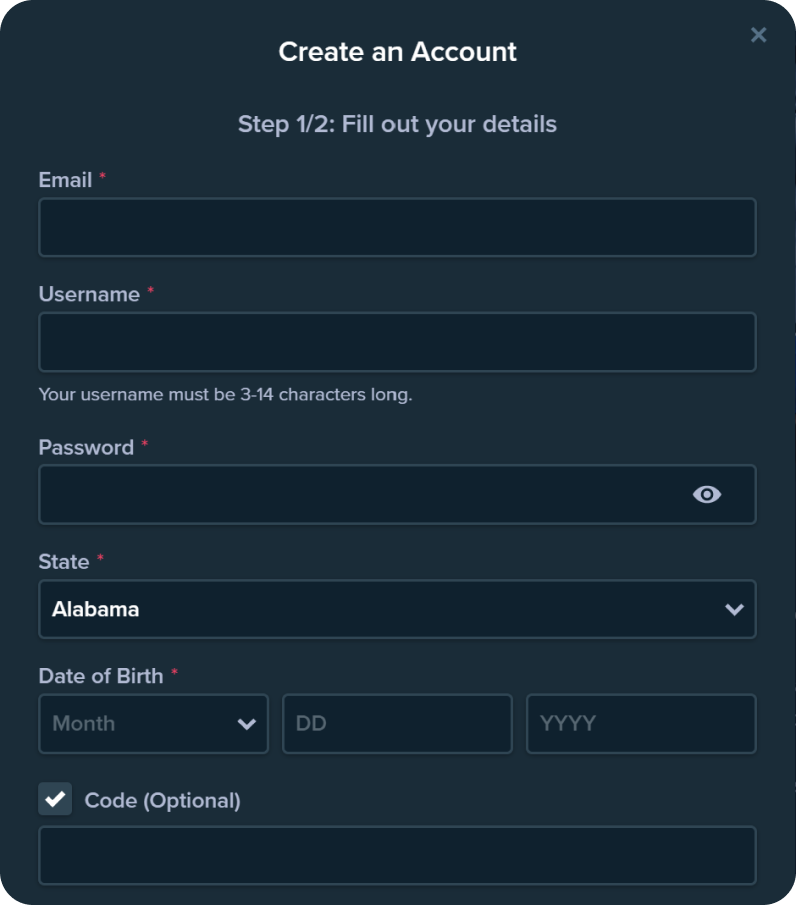 Create an Account
Step 1/2: Fill out your details
Email *
Username *
Your username must be 3-14 characters long.
Password *
State *
Alabama
Date of Birth *
Month DD YYYY
Code (Optional)